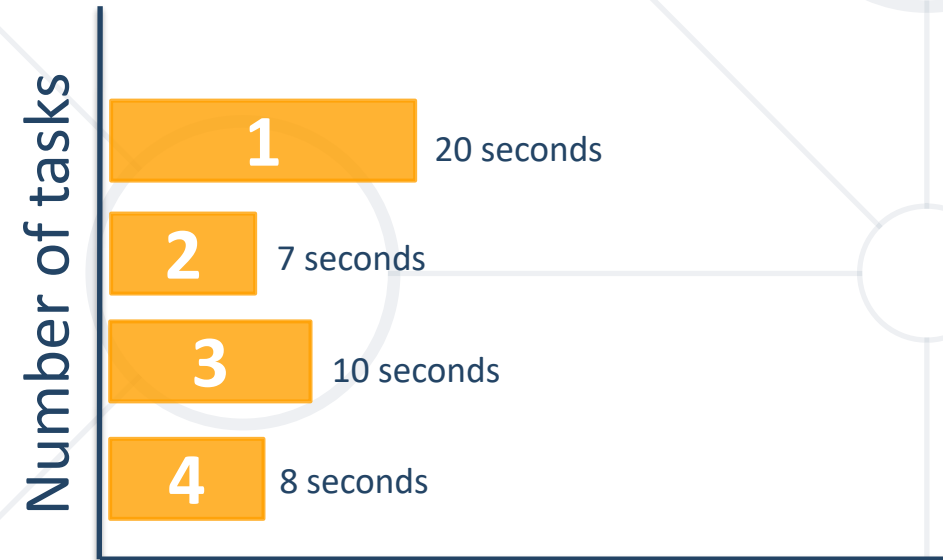 Number of tasks
1
20 seconds
2
7 seconds
3
10 seconds
4
8 seconds